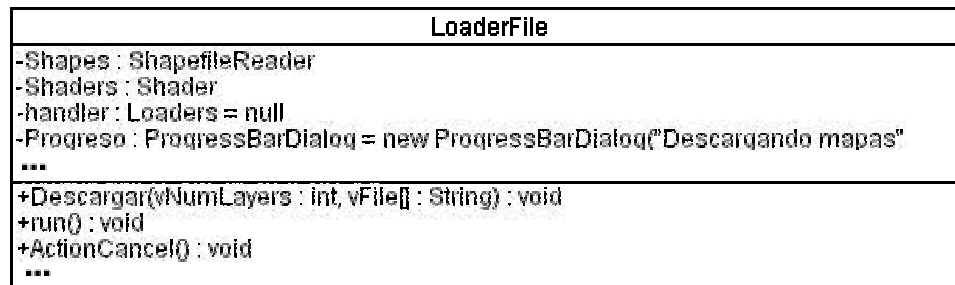 LoaderFile
-Shapes : ShapefileReader
-Shaders : Shader
-handler : Loaders = null
-Progreso : ProgressBarDialog = new ProgressBarDialog("Descargando mapas"
...
+Descargar(vNumLayers : int, vFile[] : String) : void
+run() : void
+ActionCancel() : void
...